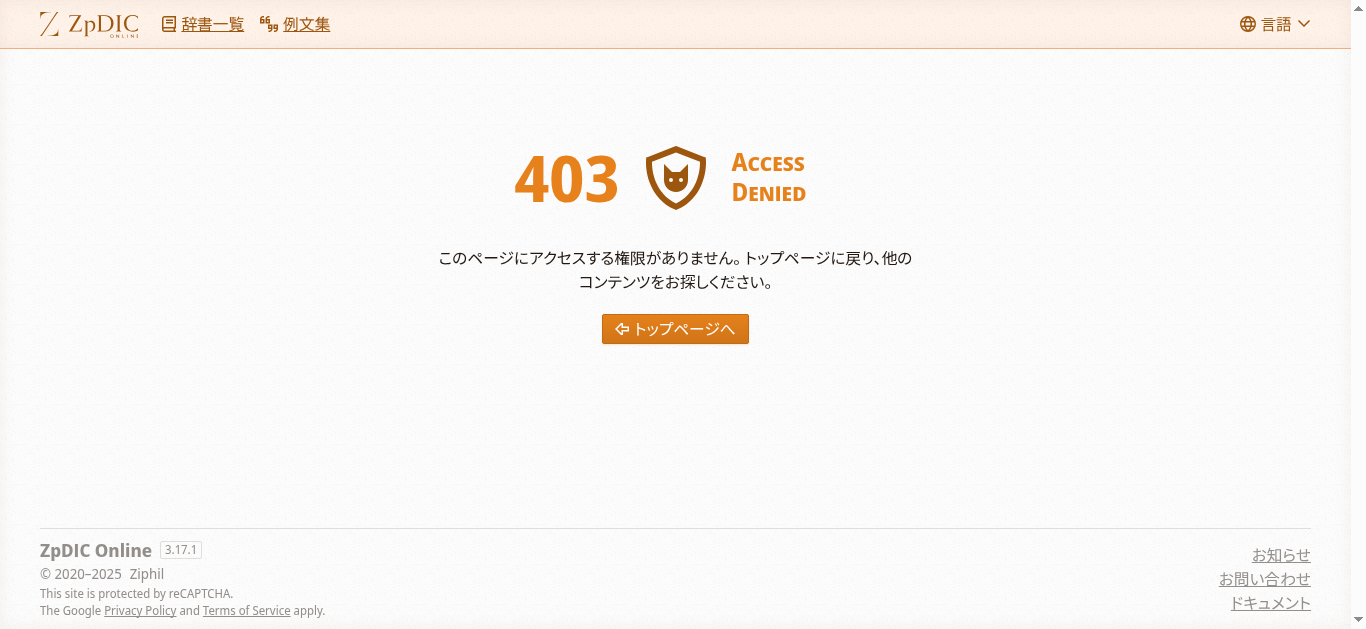 ZpDIC ONLINE 辞書一覧 例文集 言語
403 Access Denied
このページにアクセスする権限がありません。トップページに戻り、他の
コンテンツをお探しください。
トップページへ
ZpDIC Online 3.17.1
© 2020–2025 Ziphil
This site is protected by reCAPTCHA.
The Google Privacy Policy and Terms of Service apply.
お知らせ
お問い合わせ
ドキュメント